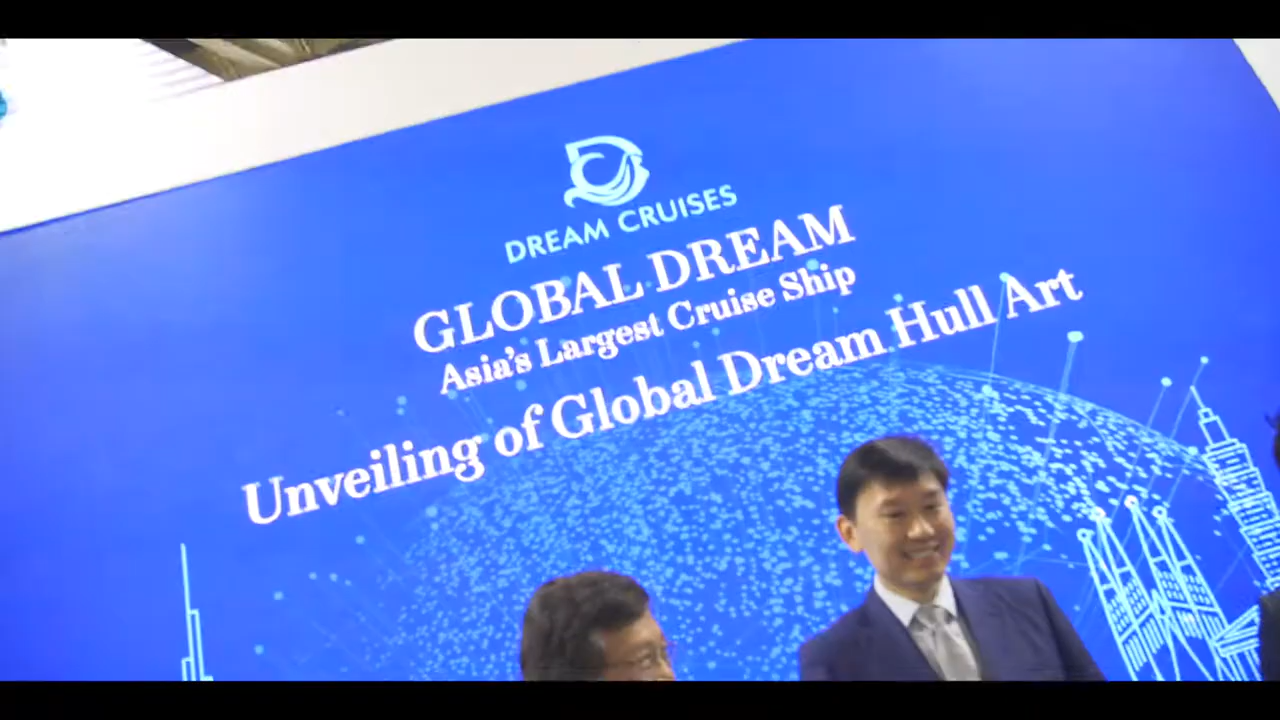 DREAM CRUISES
GLOBAL DREAM
Asia's Largest Cruise Ship
Unveiling of Global Dream Hull Art